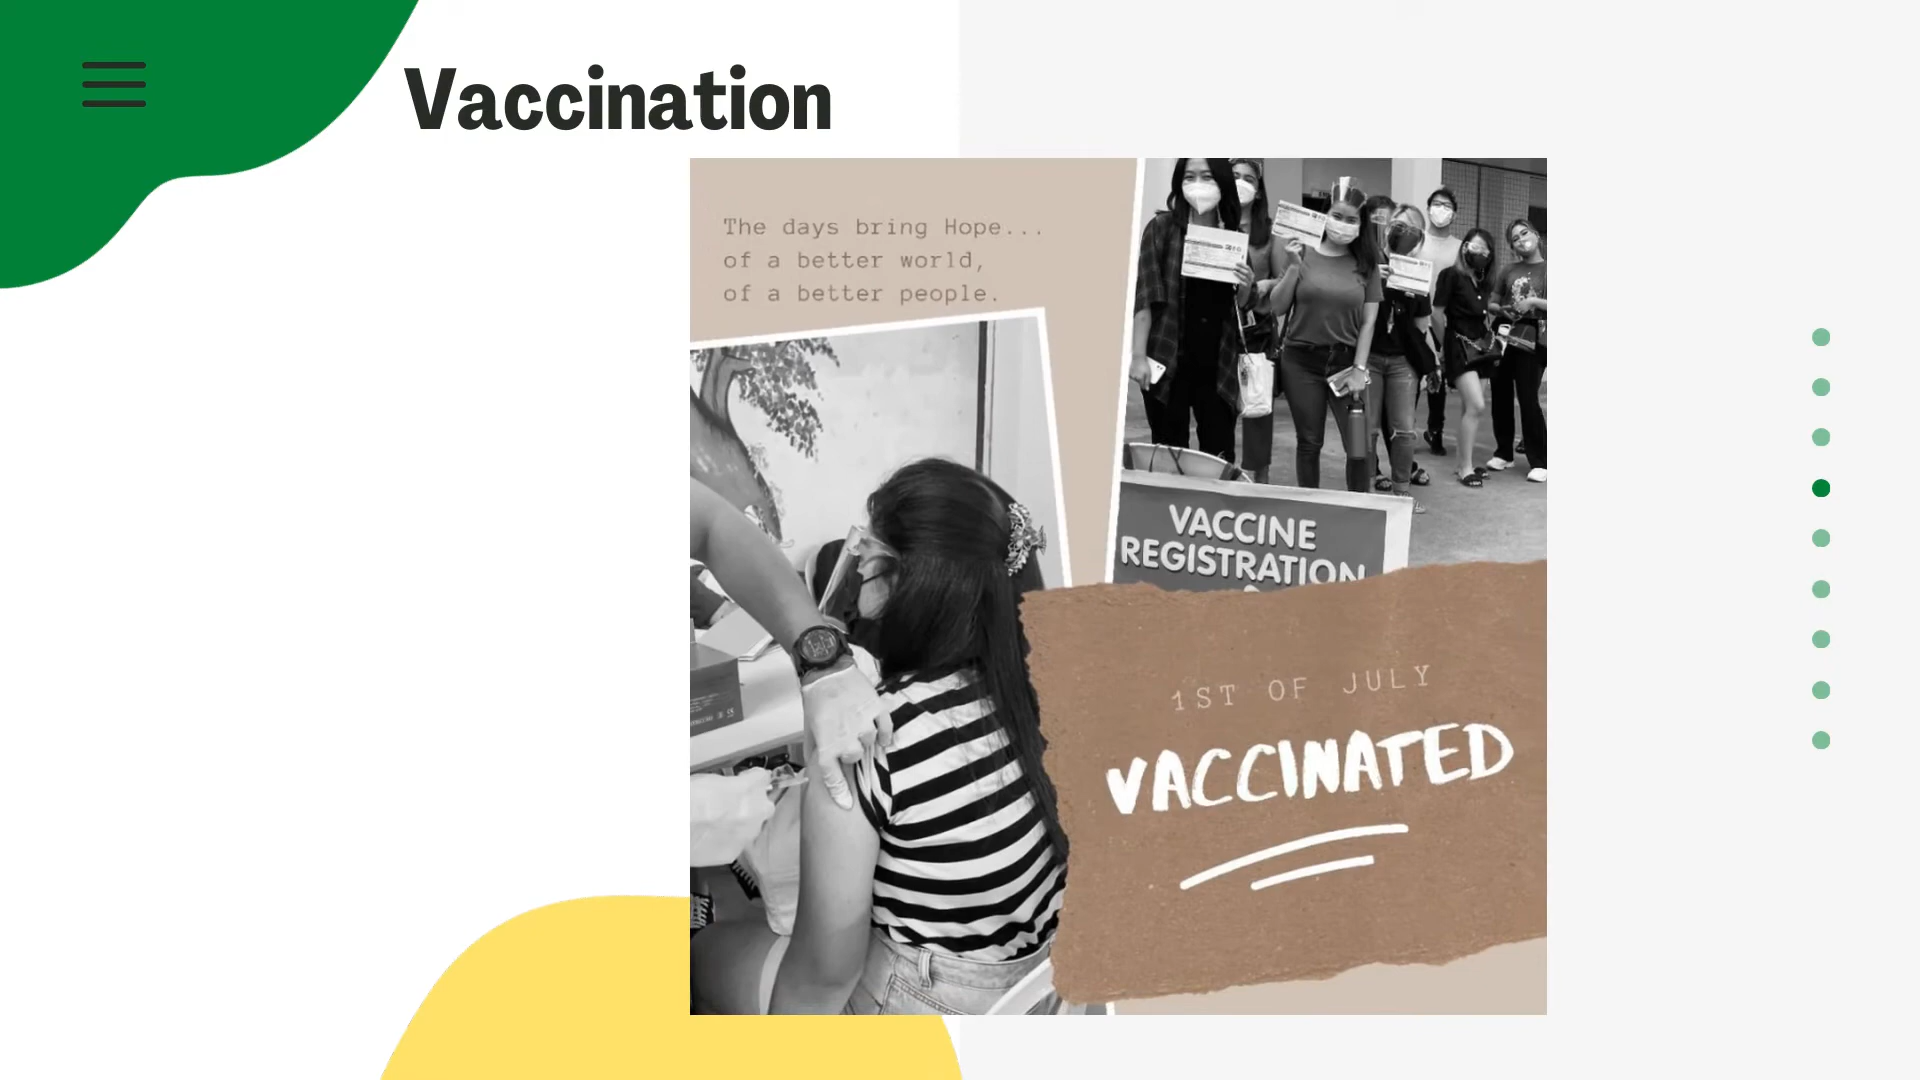 Vaccination
The days bring Hope...
of a better world,
of a better people.
VACCINE
REGISTRATION
1ST OF JULY
VACCINATED